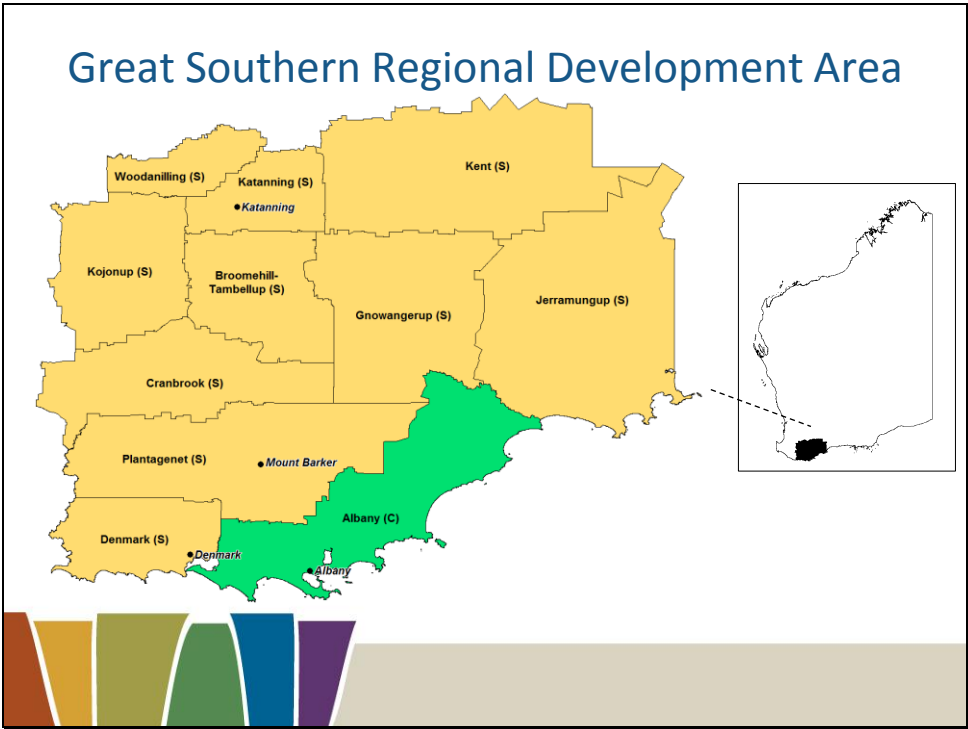 Great Southern Regional Development Area
Kent (S)
Woodanilling (S)
Katanning (S)
Katanning
Kojonup (S)
Broomehill-
Tambellup (S)
Jerramungup (S)
Gnowangerup (S)
Cranbrook (S)
Plantagenet (S)
Mount Barker
Albany (C)
Denmark (S)
Denmark
Albany